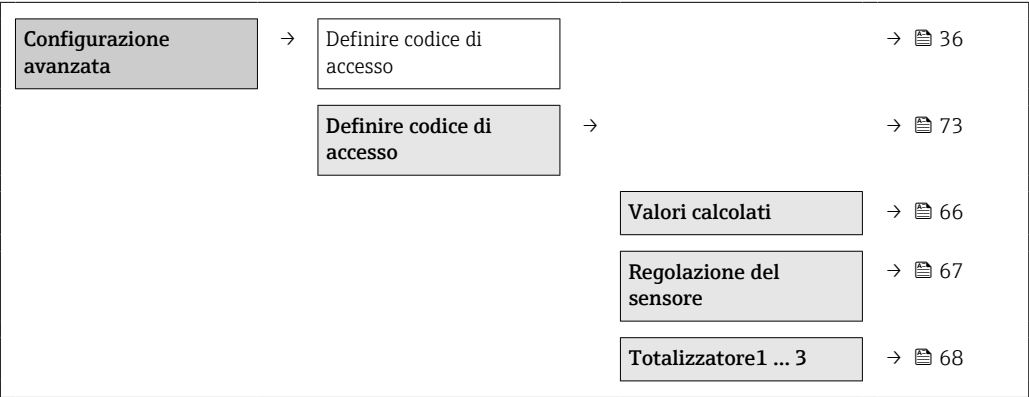 Configurazione avanzata → Definire codice di accesso → 36
Definire codice di accesso → → 73
Valori calcolati → 66
Regolazione del sensore → 67
Totalizzatore1 ... 3 → 68